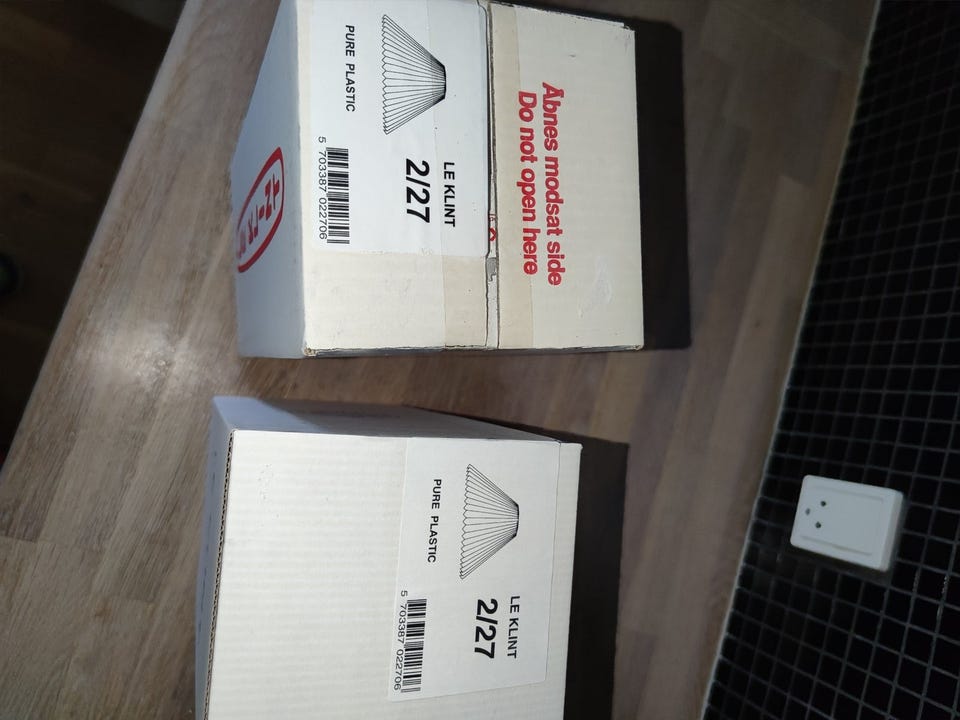 PURE PLASTIC
LE KLINT
2/27
5 703387 022706
Åbnes modsat side
Do not open here
PURE PLASTIC
LE KLINT
2/27
5 703387 022706